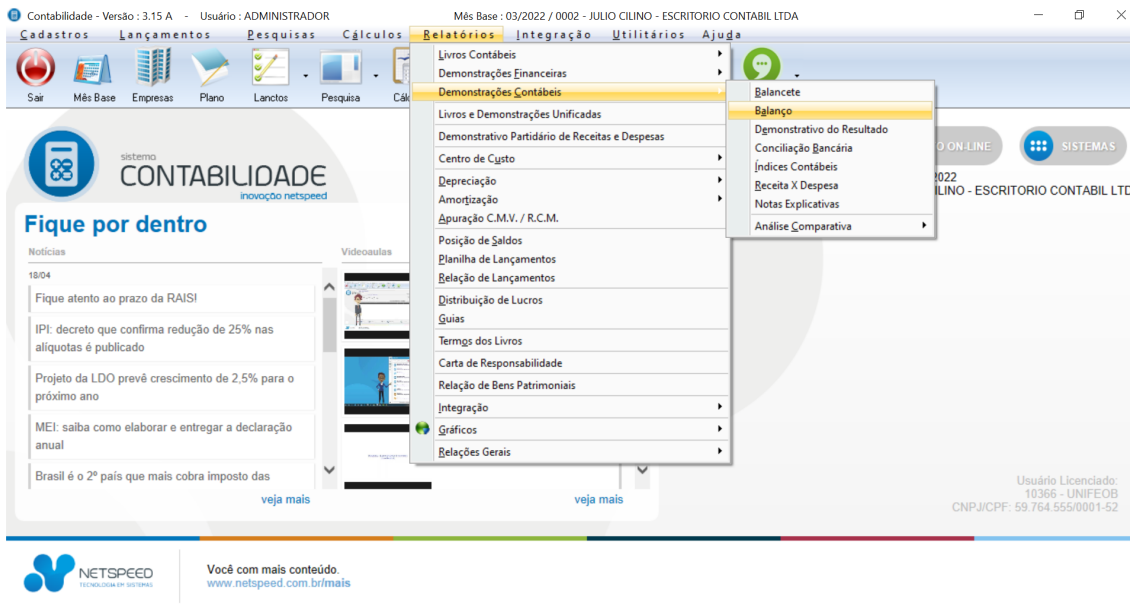 Contabilidade - Versão : 3.15 A - Usuário : ADMINISTRADOR Mês Base : 03/2022 / 0002 - JULIO CILINO - ESCRITORIO CONTABIL LTDA
Cadastros Lançamentos Pesquisas Cálculos Relatórios Integração Utilitários Ajuda
Sair Mês Base Empresas Plano Lanctos Pesquisa
Livros Contábeis
Demonstrações Financeiras
Demonstrações Contábeis
Livros e Demonstrações Unificadas
Demonstrativo Partidário de Receitas e Despesas
Centro de Custo
Depreciação
Amortização
Apuração C.M.V. / R.C.M.
Posição de Saldos
Planilha de Lançamentos
Relação de Lançamentos
Distribuição de Lucros
Guias
Termos dos Livros
Carta de Responsabilidade
Relação de Bens Patrimoniais
Integração
Gráficos
Relações Gerais
Balancete
Balanço
Demonstrativo do Resultado
Conciliação Bancária
Índices Contábeis
Receita X Despesa
Notas Explicativas
Análise Comparativa
O ON-LINE
SISTEMAS
2022
ILINO - ESCRITORIO CONTABIL LTD
sistema
CONTABILIDADE
inovação netspeed
Fique por dentro
Notícias
Videoaulas
18/04
Fique atento ao prazo da RAIS!
IPI: decreto que confirma redução de 25% nas
alíquotas é publicado
Projeto da LDO prevê crescimento de 2,5% para o
próximo ano
MEI: saiba como elaborar e entregar a declaração
anual
Brasil é o 2º país que mais cobra imposto das
veja mais
veja mais
Usuário Licenciado:
10366 - UNIFEOB
CNPJ/CPF: 59.764.555/0001-52
NETSPEED
TECNOLOGIA EM SISTEMAS
Você com mais conteúdo.
www.netspeed.com.br/mais